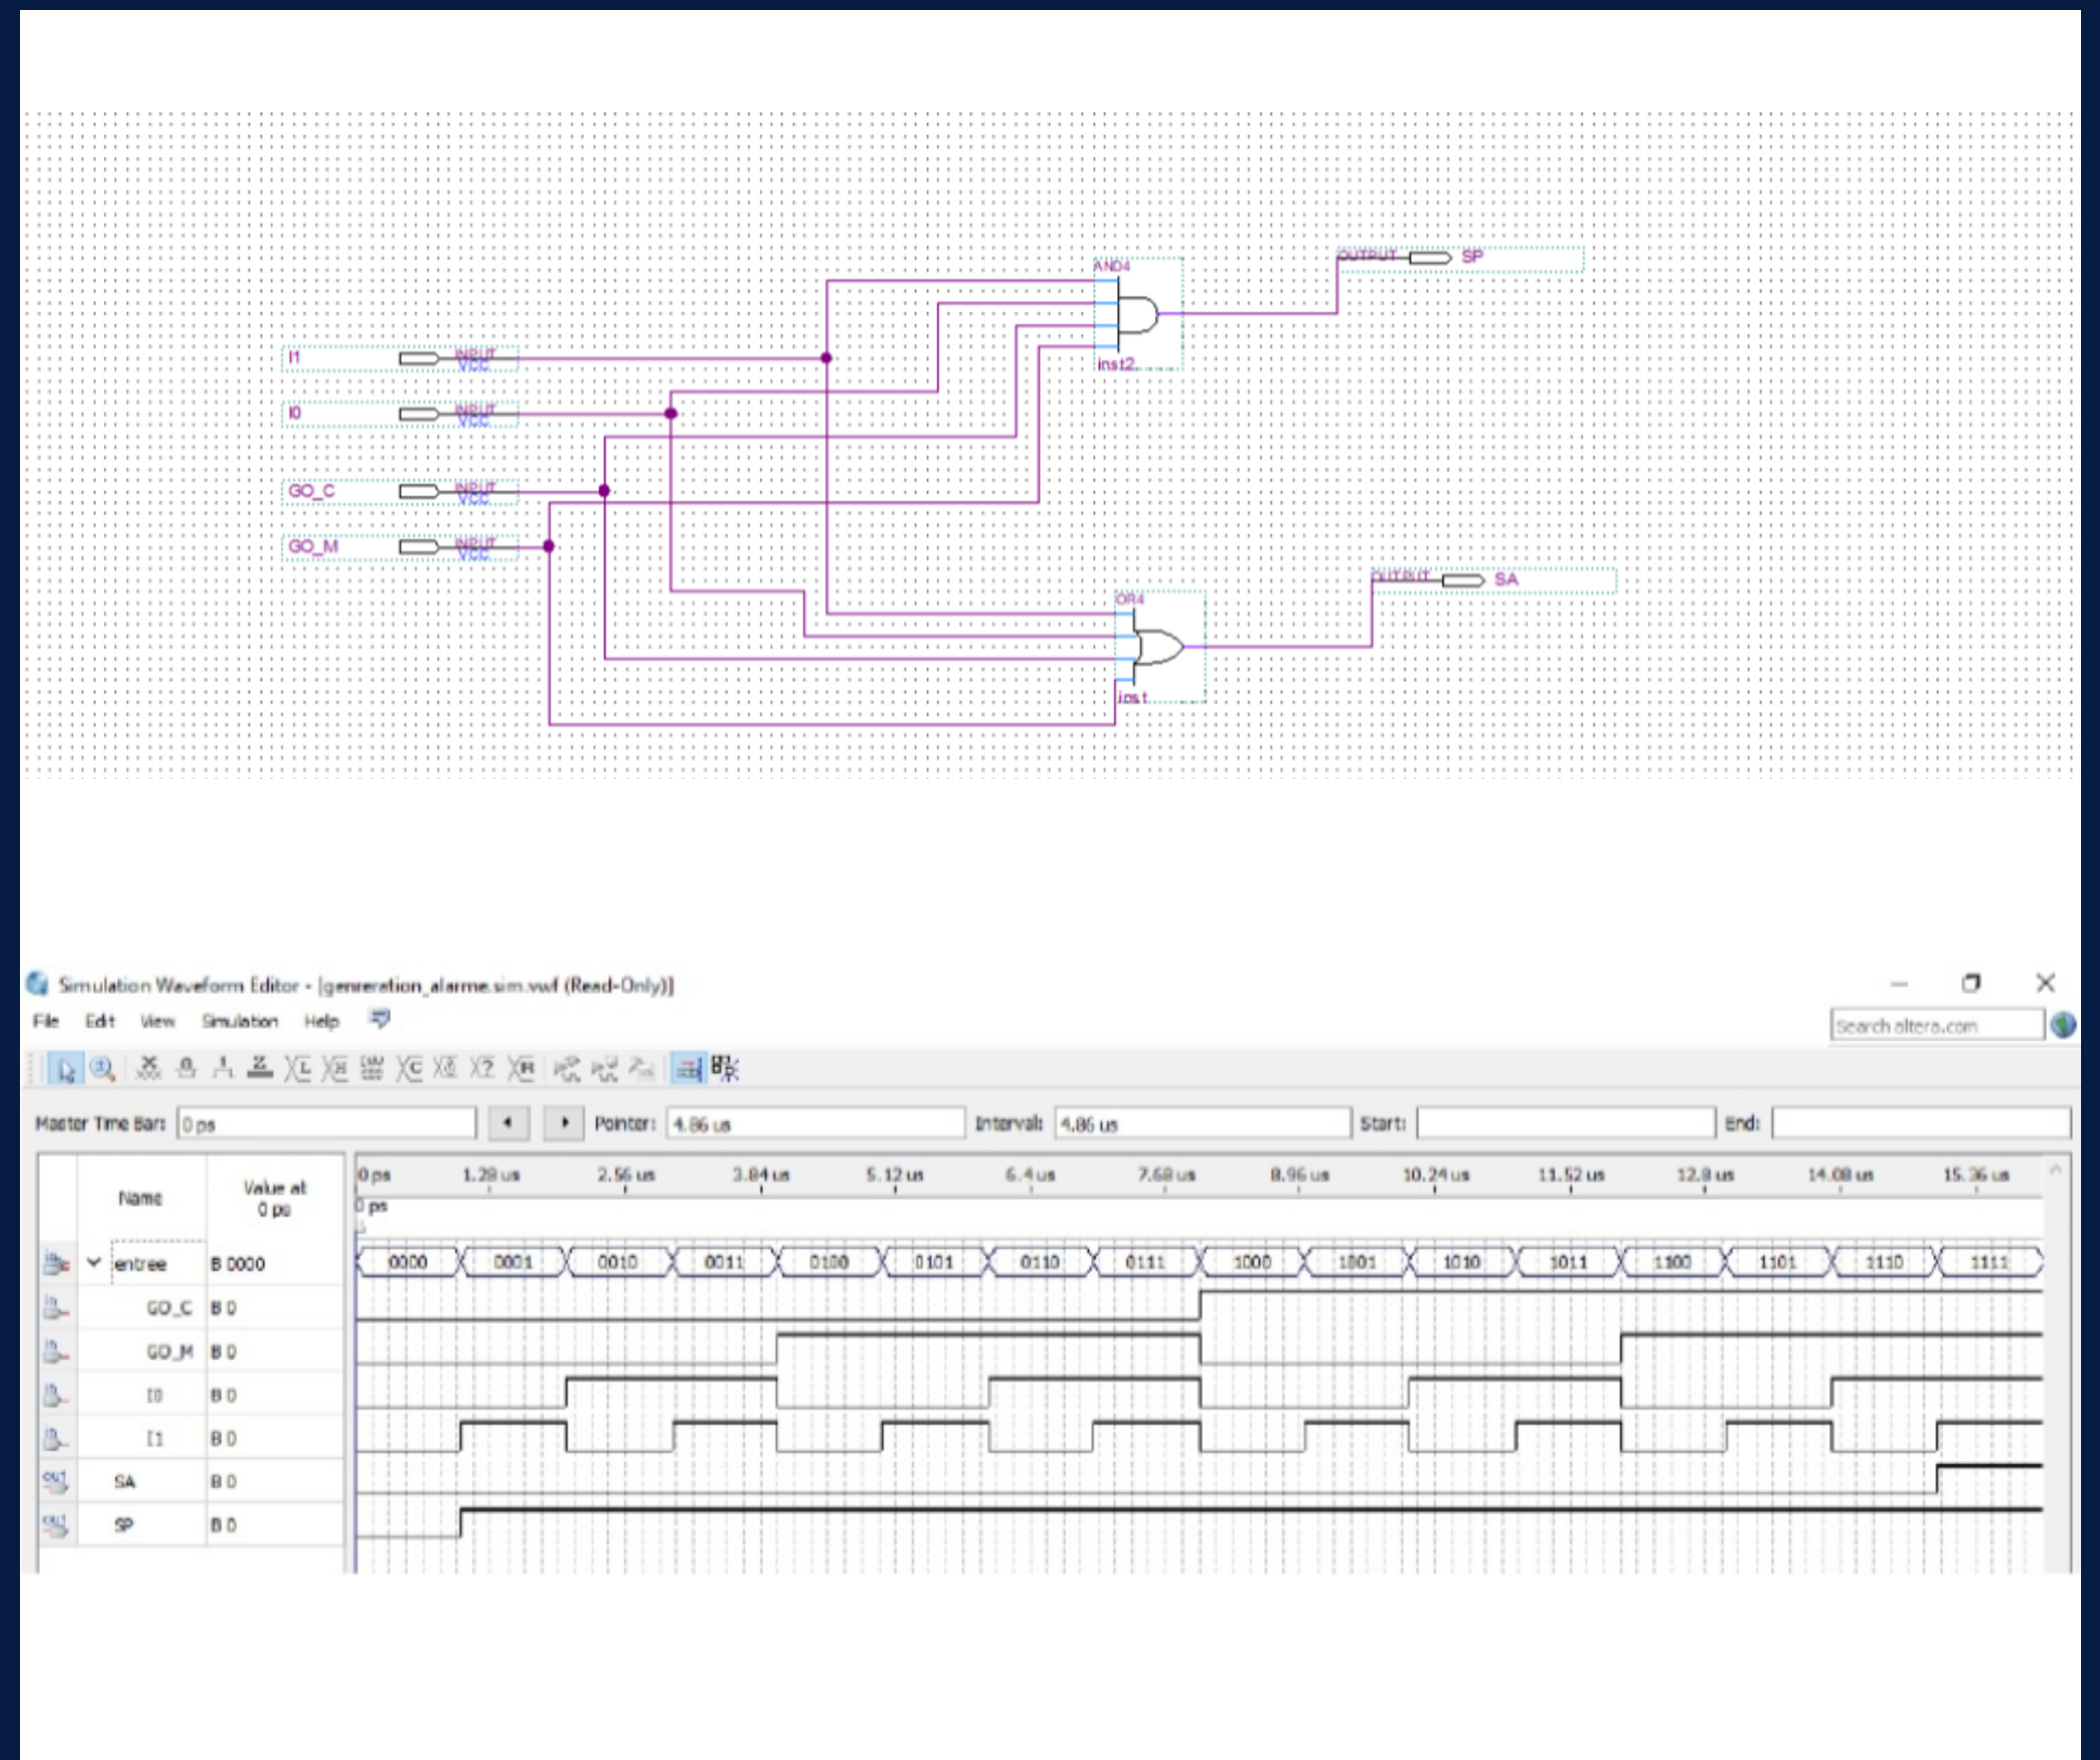 AND4
OUTPUT SP
I1 INPUT
VCC
inst2
I0 INPUT
VCC
GO_C INPUT
VCC
GO_M INPUT
VCC
OUTPUT SA
OR4
inst
Simulation Waveform Editor - [genreration_alarme.sim.vwf (Read-Only)]
File Edit View Simulation Help
Search altera.com
Master Time Bar: 0 ps Pointer: 4.86 us Interval: 4.86 us Start: End:
Name Value at
0 ps
0 ps 1.28 us 2.56 us 3.84 us 5.12 us 6.4 us 7.68 us 8.96 us 10.24 us 11.52 us 12.8 us 14.08 us 15.36 us
0 ps
entree B 0000 0000 0001 0010 0011 0100 0101 0110 0111 1000 1001 1010 1011 1100 1101 1110 1111
GO_C B 0
GO_M B 0
I0 B 0
I1 B 0
SA B 0
SP B 0